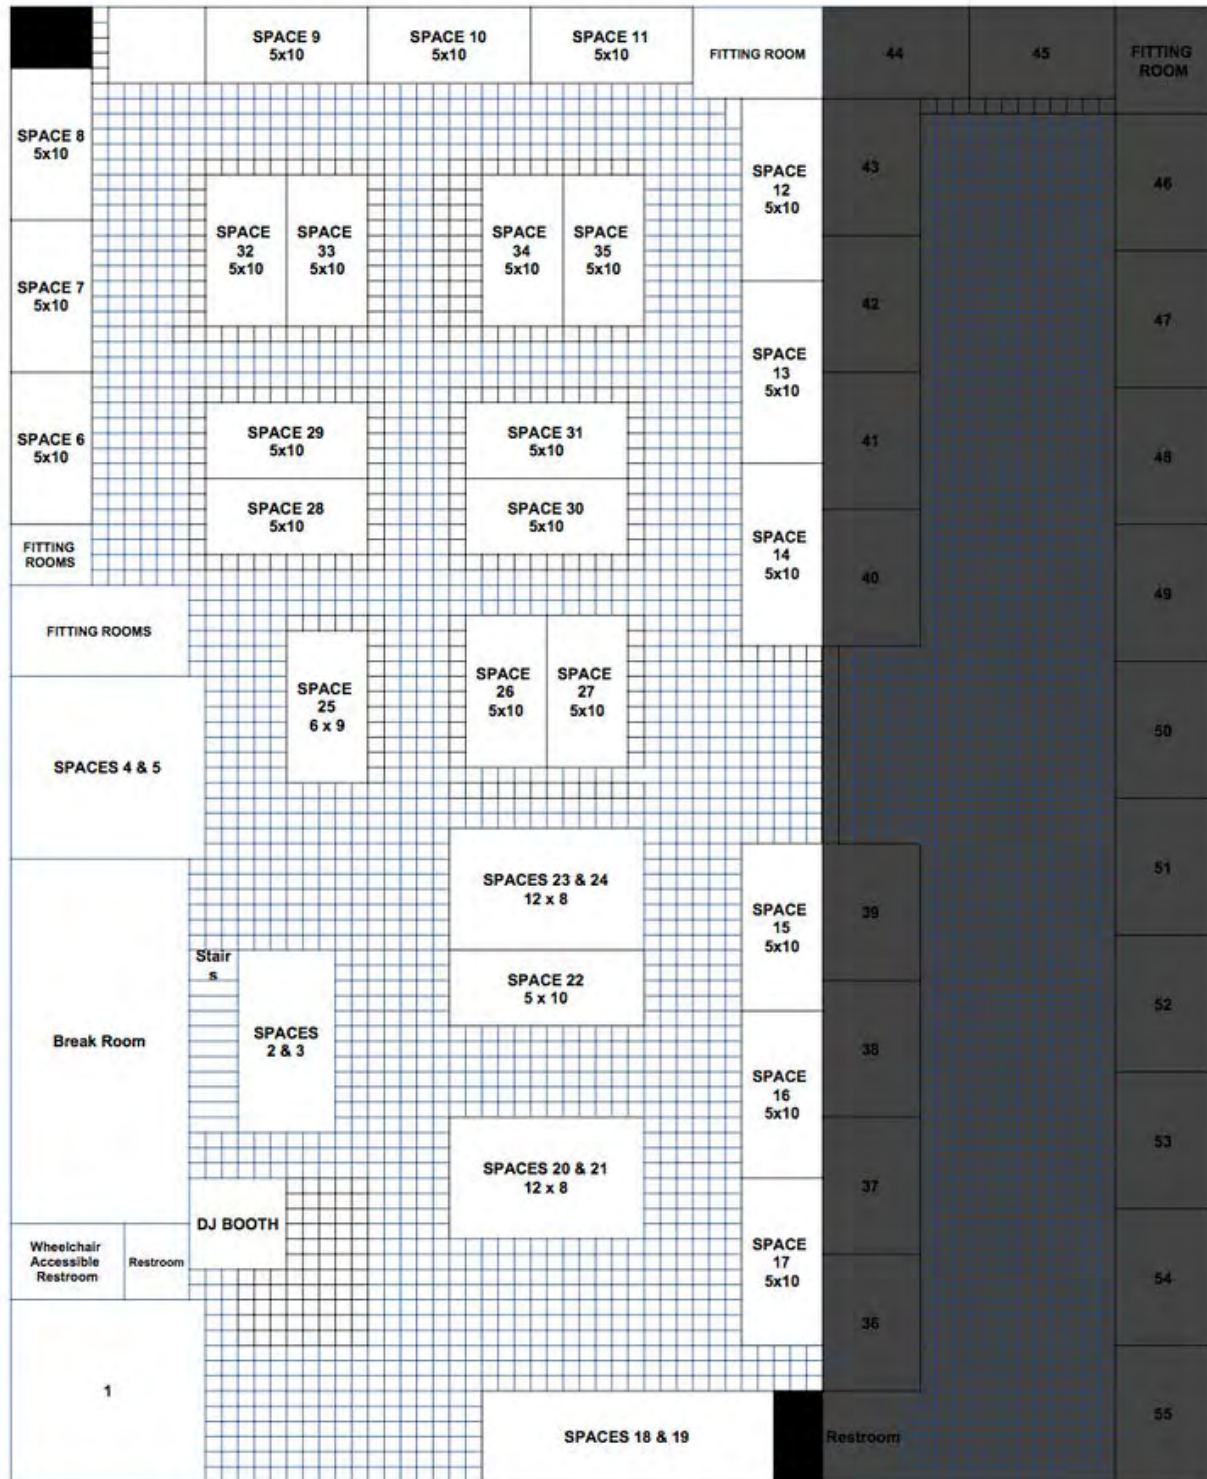 SPACE 9
5x10
SPACE 10
5x10
SPACE 11
5x10
FITTING ROOM
44
45
FITTING
ROOM
SPACE 8
5x10
SPACE
32
5x10
SPACE
33
5x10
SPACE
34
5x10
SPACE
35
5x10
SPACE
12
5x10
43
46
SPACE 7
5x10
SPACE
13
5x10
42
47
SPACE 6
5x10
SPACE 29
5x10
SPACE 31
5x10
41
48
SPACE 28
5x10
SPACE 30
5x10
SPACE
14
5x10
40
49
FITTING
ROOMS
FITTING ROOMS
SPACE
25
6 x 9
SPACE
26
5x10
SPACE
27
5x10
50
SPACES 4 & 5
SPACES 23 & 24
12 x 8
SPACE
15
5x10
39
51
Stair
s
SPACE 22
5 x 10
52
Break Room
SPACES
2 & 3
SPACE
16
5x10
38
53
SPACES 20 & 21
12 x 8
37
DJ BOOTH
Wheelchair
Accessible
Restroom
Restroom
SPACE
17
5x10
54
36
1
SPACES 18 & 19
Restroom
55